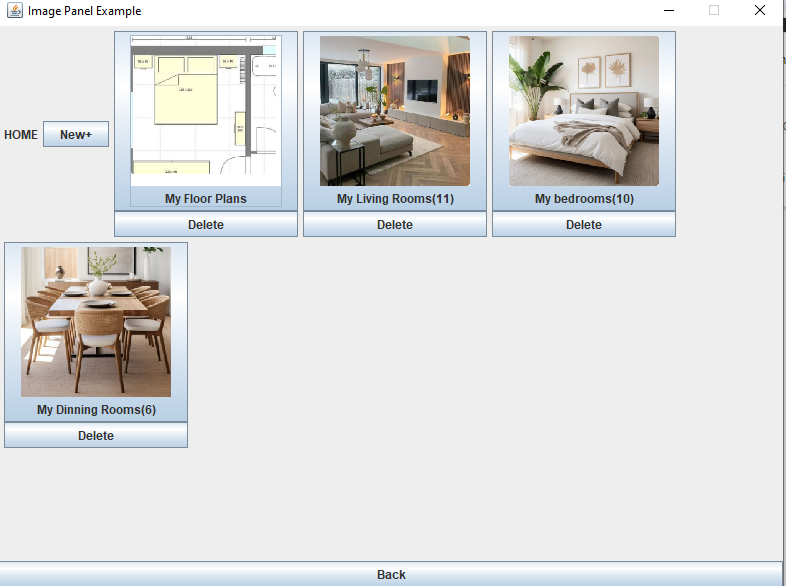 Image Panel Example
HOME
New+
My Floor Plans
Delete
My Living Rooms(11)
Delete
My bedrooms(10)
Delete
My Dinning Rooms(6)
Delete
Back